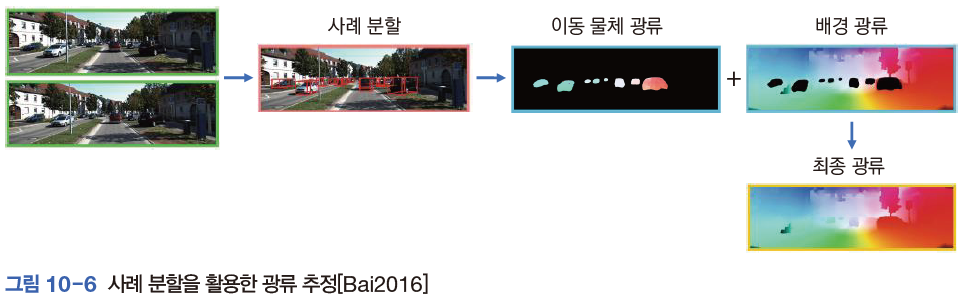 사례 분할
이동 물체 광류
배경 광류
+
최종 광류
그림 10-6 사례 분할을 활용한 광류 추정[Bai2016]